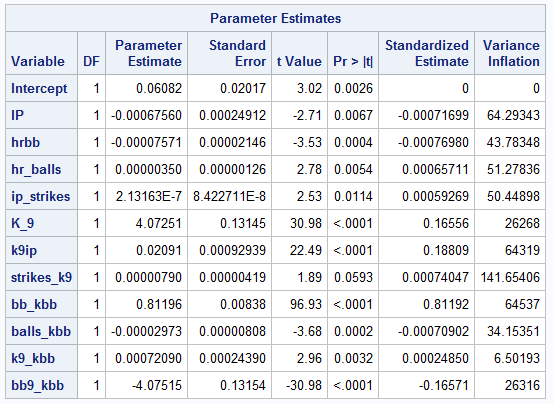 Parameter Estimates
Variable DF Parameter Estimate Standard Error t Value Pr > |t| Standardized Estimate Variance Inflation
Intercept 1 0.06082 0.02017 3.02 0.0026 0 0
IP 1 -0.00067560 0.00024912 -2.71 0.0067 -0.00071699 64.29343
hrbb 1 -0.00007571 0.00002146 -3.53 0.0004 -0.00076980 43.78348
hr_balls 1 0.00000350 0.00000126 2.78 0.0054 0.00065711 51.27836
ip_strikes 1 2.13163E-7 8.422711E-8 2.53 0.0114 0.00059269 50.44898
K_9 1 4.07251 0.13145 30.98 <.0001 0.16556 26268
k9ip 1 0.02091 0.00092939 22.49 <.0001 0.18809 64319
strikes_k9 1 0.00000790 0.00000419 1.89 0.0593 0.00074047 141.65406
bb_kbb 1 0.81196 0.00838 96.93 <.0001 0.81192 64537
balls_kbb 1 -0.00002973 0.00000808 -3.68 0.0002 -0.00070902 34.15351
k9_kbb 1 0.00072090 0.00024390 2.96 0.0032 0.00024850 6.50193
bb9_kbb 1 -4.07515 0.13154 -30.98 <.0001 -0.16571 26316